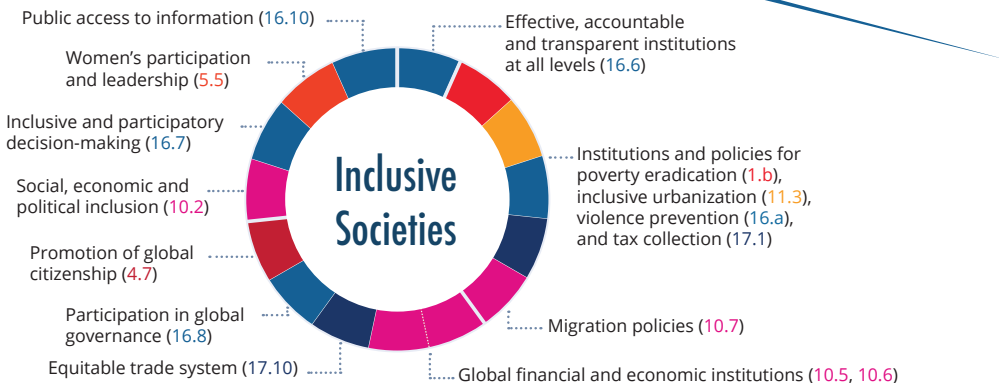 Public access to information (16.10)
Effective, accountable
and transparent institutions
at all levels (16.6)
Women’s participation
and leadership (5.5)
Inclusive and participatory
decision-making (16.7)
Inclusive
Societies
Institutions and policies for
poverty eradication (1.b),
inclusive urbanization (11.3),
violence prevention (16.a),
and tax collection (17.1)
Social, economic and
political inclusion (10.2)
Promotion of global
citizenship (4.7)
Participation in global
governance (16.8)
Migration policies (10.7)
Equitable trade system (17.10)
Global financial and economic institutions (10.5, 10.6)